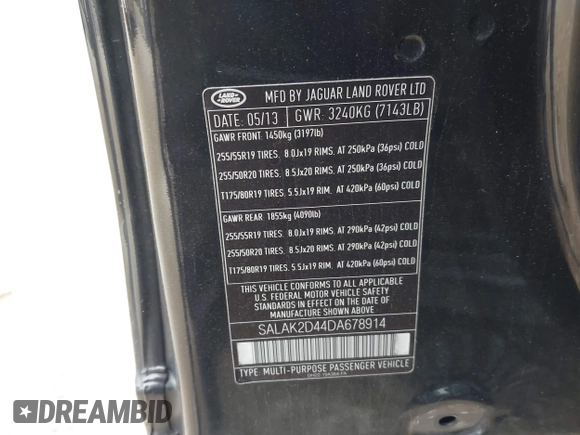 LAND ROVER
MFD BY JAGUAR LAND ROVER LTD
DATE: 05/13 GWR: 3240KG (7143LB)
GAWR FRONT: 1450kg (3197lb)
255/55R19 TIRES. 8.0Jx19 RIMS. AT 250kPa (36psi) COLD
255/50R20 TIRES. 8.5Jx20 RIMS. AT 250kPa (36psi) COLD
T175/80R19 TIRES. 5.5Jx19 RIM. AT 420kPa (60psi) COLD
GAWR REAR 1855kg (4090lb)
255/55R19 TIRES. 8.0Jx19 RIMS. AT 290kPa (42psi) COLD
255/50R20 TIRES. 8.5Jx20 RIMS. AT 290kPa (42psi) COLD
T175/80R19 TIRES. 5.5Jx19 RIM. AT 420kPa (60psi) COLD
THIS VEHICLE CONFORMS TO ALL APPLICABLE
U.S. FEDERAL MOTOR VEHICLE SAFETY
STANDARDS IN EFFECT ON THE DATE OF
MANUFACTURE SHOWN ABOVE.
SALAK2D44DA678914
TYPE: MULTI-PURPOSE PASSENGER VEHICLE
DREAMBID